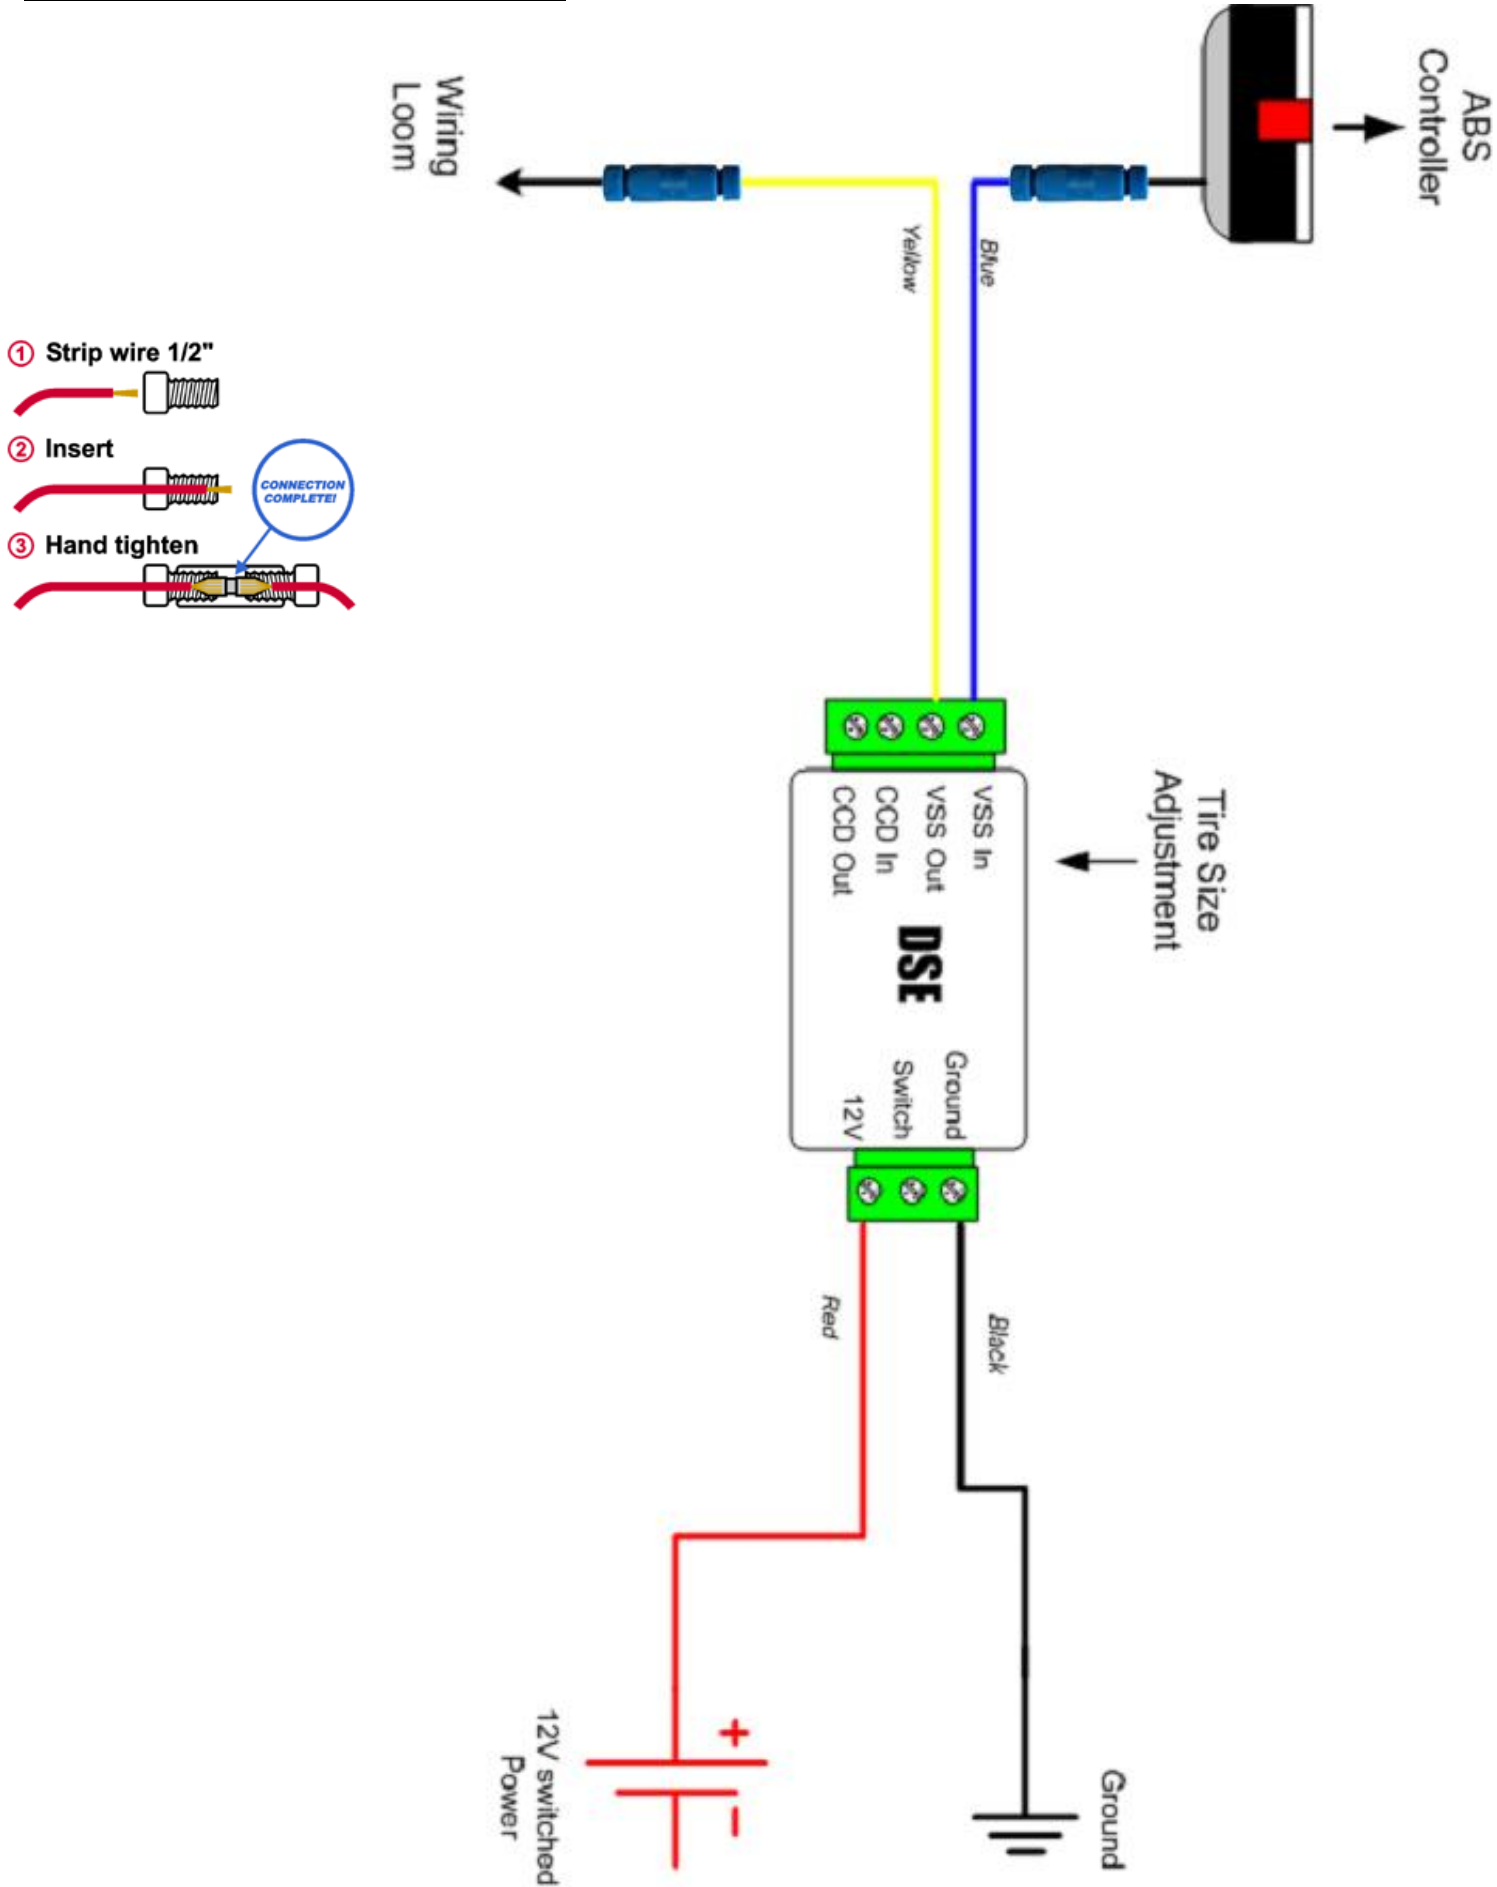 ABS
Controller
Wiring
Loom
Blue
Yellow
① Strip wire 1/2"
② Insert
CONNECTION
COMPLETE!
③ Hand tighten
Tire Size
Adjustment
VSS In
VSS Out
CCD In
CCD Out
DSE
Ground
Switch
12V
Black
Red
+
-
12V switched
Power
Ground